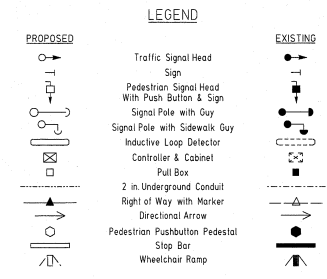 LEGEND
PROPOSED
EXISTING
Traffic Signal Head
Sign
Pedestrian Signal Head
With Push Button & Sign
Signal Pole with Guy
Signal Pole with Sidewalk Guy
Inductive Loop Detector
Controller & Cabinet
Pull Box
2 in. Underground Conduit
Right of Way with Marker
Directional Arrow
Pedestrian Pushbutton Pedestal
Stop Bar
Wheelchair Ramp